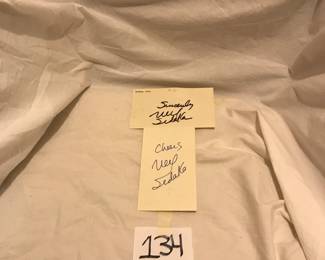 Sincerely
Neil
Sedaka
Cheers
Neil
Sedaka
134